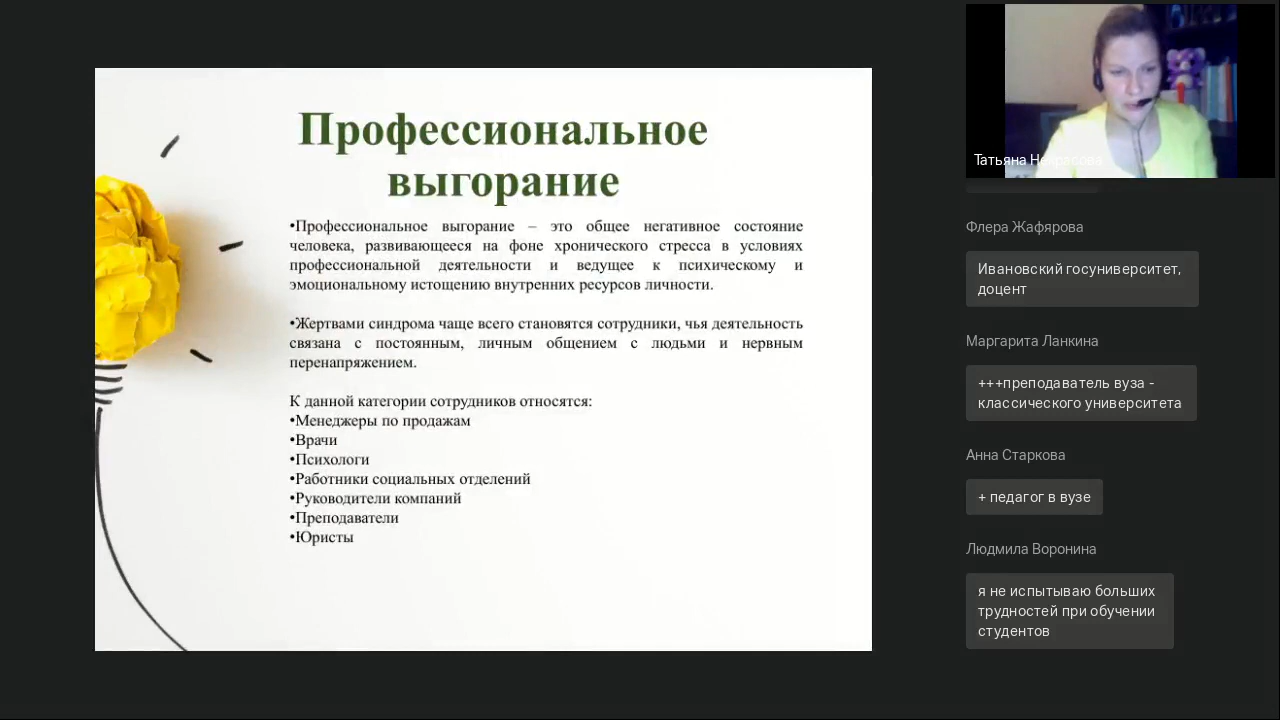 Профессиональное
выгорание
•Профессиональное выгорание – это общее негативное состояние
человека, развивающееся на фоне хронического стресса в условиях
профессиональной деятельности и ведущее к психическому и
эмоциональному истощению внутренних ресурсов личности.
•Жертвами синдрома чаще всего становятся сотрудники, чья деятельность
связана с постоянным, личным общением с людьми и нервным
перенапряжением.
К данной категории сотрудников относятся:
•Менеджеры по продажам
•Врачи
•Психологи
•Работники социальных отделений
•Руководители компаний
•Преподаватели
•Юристы
Татьяна Некрасова
Флера Жафярова
Ивановский госуниверситет,
доцент
Маргарита Ланкина
+++преподаватель вуза -
классического университета
Анна Старкова
+ педагог в вузе
Людмила Воронина
я не испытываю больших
трудностей при обучении
студентов